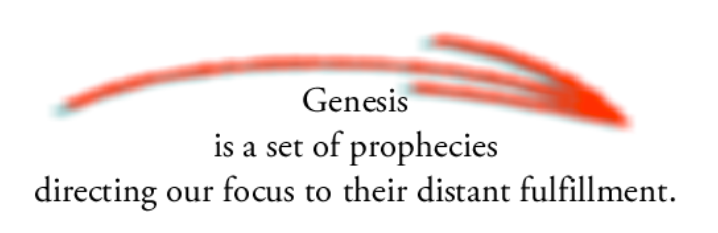 Genesis
is a set of prophecies
directing our focus to their distant fulfillment.